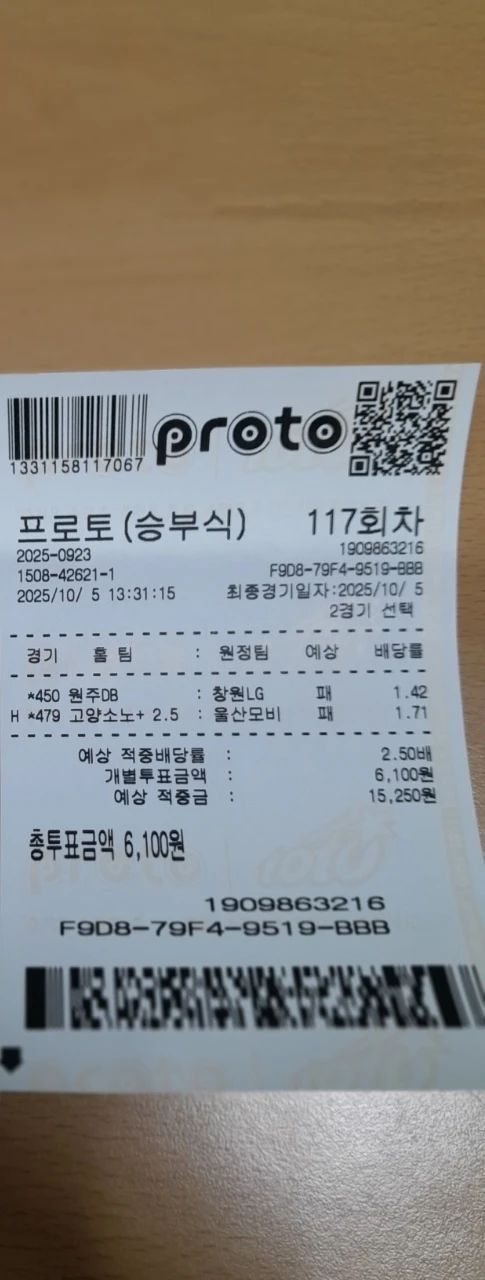 proto
1331158117067
프로토(승부식) 117회차
2025-0923 1909863216
1508-42621-1 F9D8-79F4-9519-BBB
2025/10/ 5 13:31:15 최종경기일자:2025/10/ 5
2경기 선택
경기 홈 팀 : 원정팀 예상 배당률
*450 원주DB : 창원LG 패 1.42
H *479 고양소노+ 2.5 : 울산모비 패 1.71
예상 적중배당률 : 2.50배
개별투표금액 : 6,100원
예상 적중금 : 15,250원
총투표금액 6,100원
1909863216
F9D8-79F4-9519-BBB